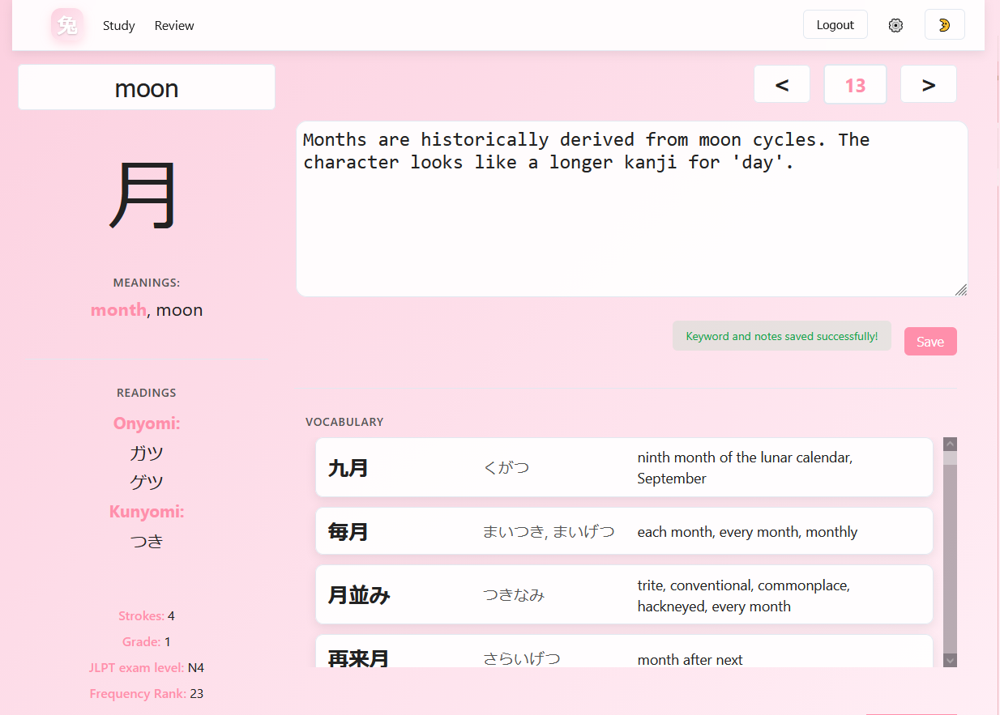 兔 Study Review Logout
moon
< 13 >
Months are historically derived from moon cycles. The
character looks like a longer kanji for 'day'.
月
MEANINGS:
month, moon
Keyword and notes saved successfully! Save
READINGS
Onyomi:
ガツ
ゲツ
Kunyomi:
つき
Strokes: 4
Grade: 1
JLPT exam level: N4
Frequency Rank: 23
VOCABULARY
九月 くがつ ninth month of the lunar calendar,
September
毎月 まいつき, まいげつ each month, every month, monthly
月並み つきなみ trite, conventional, commonplace,
hackneyed, every month
再来月 さらいげつ month after next